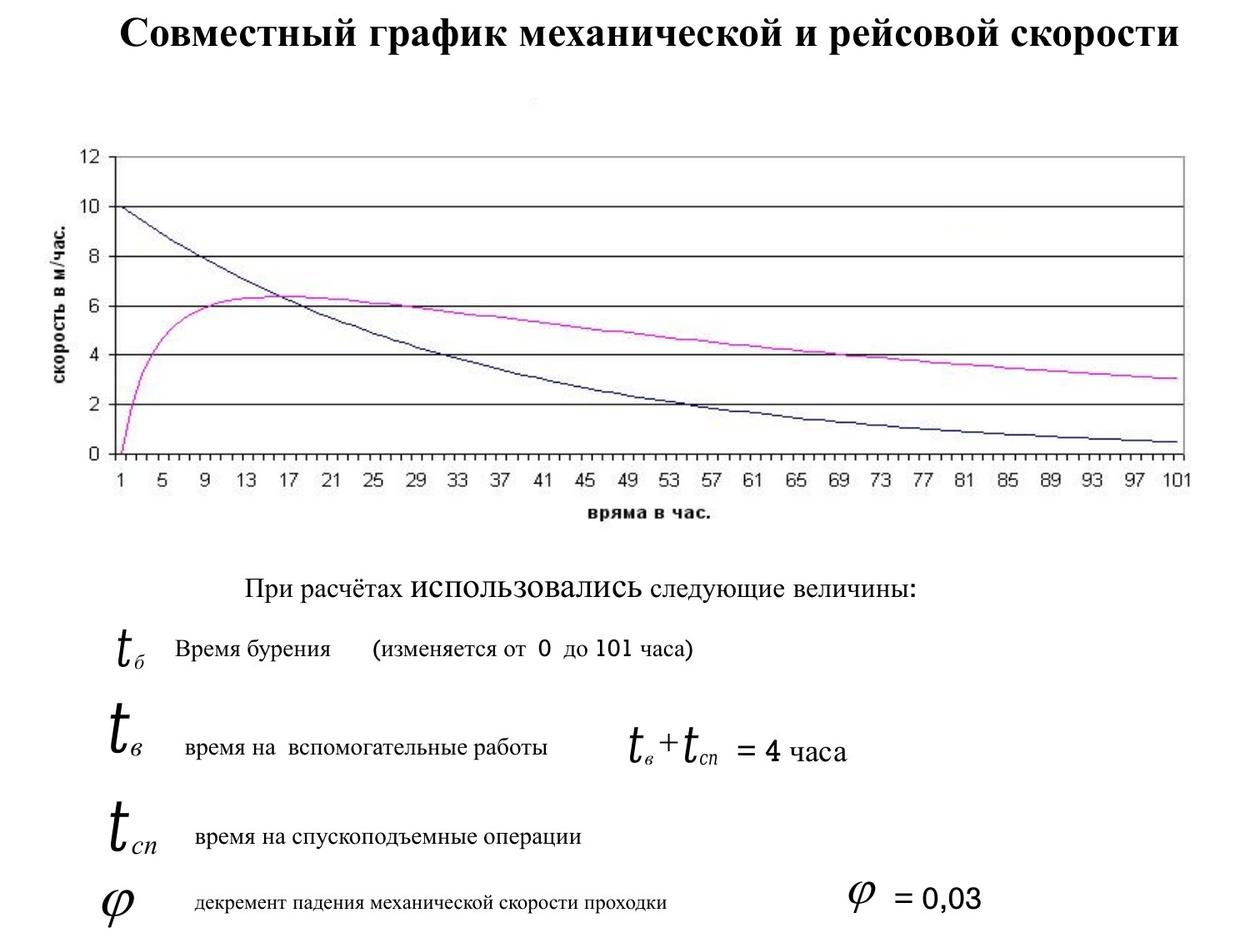 Совместный график механической и рейсовой скорости
12
10
8
6
4
2
0
скорость в м/час.
1 5 9 13 17 21 25 29 33 37 41 45 49 53 57 61 65 69 73 77 81 85 89 93 97 101
вряма в час.
При расчётах использовались следующие величины:
tб Время бурения (изменяется от 0 до 101 часа)
tв время на вспомогательные работы tв+tсп = 4 часа
tсп время на спускоподъемные операции
φ декремент падения механической скорости проходки φ = 0,03